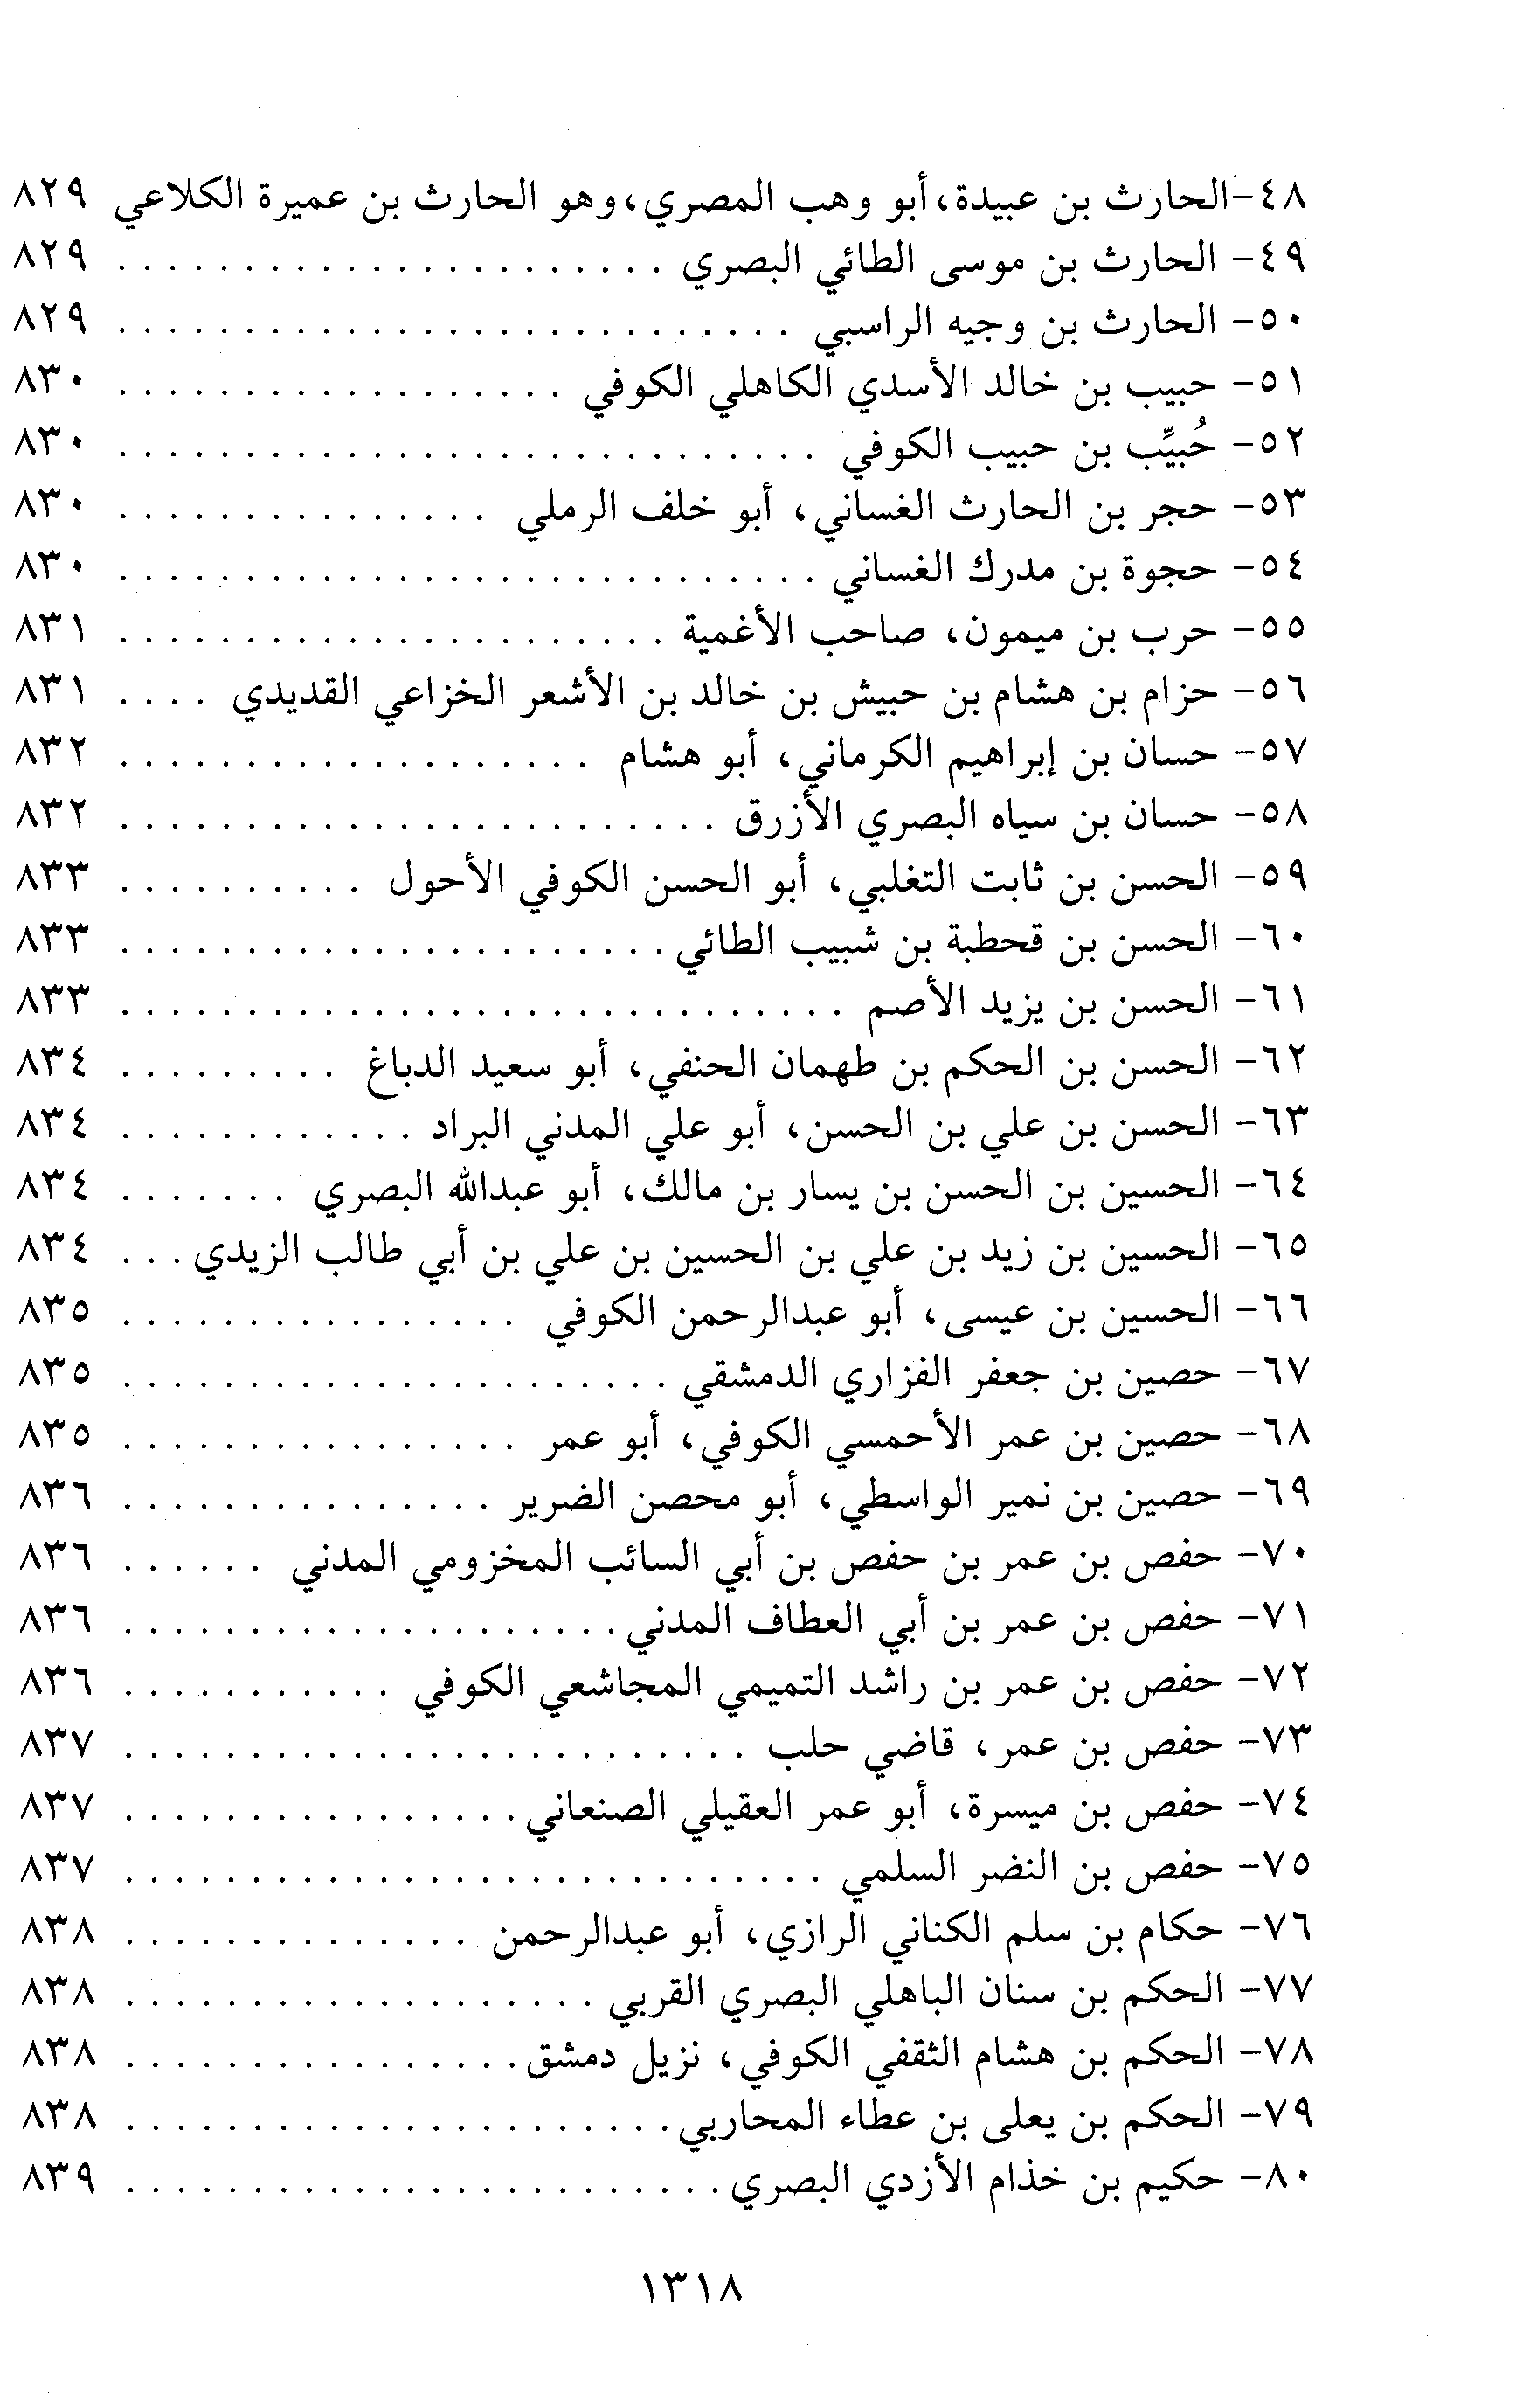 ٤٨-الحارث بن عبيدة، أبو وهب المصري، وهو الحارث بن عميرة الكلاعي ٨٢٩
٤٩- الحارث بن موسى الطائي البصري . . . . . . . . . . . . . . . . . . . . . . ٨٢٩
٥٠- الحارث بن وجيه الراسبي . . . . . . . . . . . . . . . . . . . . . . . . . . . ٨٢٩
٥١- حبيب بن خالد الأسدي الكاهلي الكوفي . . . . . . . . . . . . . . . . . . ٨٣٠
٥٢- حُبيِّب بن حبيب الكوفي . . . . . . . . . . . . . . . . . . . . . . . . . . . . ٨٣٠
٥٣- حجر بن الحارث الغساني، أبو خلف الرملي . . . . . . . . . . . . . . . ٨٣٠
٥٤- حجوة بن مدرك الغساني . . . . . . . . . . . . . . . . . . . . . . . . . . . . ٨٣٠
٥٥- حرب بن ميمون، صاحب الأغمية . . . . . . . . . . . . . . . . . . . . . . ٨٣١
٥٦- حزام بن هشام بن حبيش بن خالد بن الأشعر الخزاعي القديدي . . . . ٨٣١
٥٧- حسان بن إبراهيم الكرماني، أبو هشام . . . . . . . . . . . . . . . . . . . ٨٣٢
٥٨- حسان بن سياه البصري الأزرق . . . . . . . . . . . . . . . . . . . . . . . . ٨٣٢
٥٩- الحسن بن ثابت التغلبي، أبو الحسن الكوفي الأحول . . . . . . . . . . ٨٣٣
٦٠- الحسن بن قحطبة بن شبيب الطائي . . . . . . . . . . . . . . . . . . . . . . ٨٣٣
٦١- الحسن بن يزيد الأصم . . . . . . . . . . . . . . . . . . . . . . . . . . . . . ٨٣٣
٦٢- الحسن بن الحكم بن طهمان الحنفي، أبو سعيد الدباغ . . . . . . . . . ٨٣٤
٦٣- الحسن بن علي بن الحسن، أبو علي المدني البراد . . . . . . . . . . . . ٨٣٤
٦٤- الحسين بن الحسن بن يسار بن مالك، أبو عبدالله البصري . . . . . . . ٨٣٤
٦٥- الحسين بن زيد بن علي بن الحسين بن علي بن أبي طالب الزيدي . . . ٨٣٤
٦٦- الحسين بن عيسى، أبو عبدالرحمن الكوفي . . . . . . . . . . . . . . . . ٨٣٥
٦٧- حصين بن جعفر الفزاري الدمشقي . . . . . . . . . . . . . . . . . . . . . . ٨٣٥
٦٨- حصين بن عمر الأحمسي الكوفي، أبو عمر . . . . . . . . . . . . . . . . ٨٣٥
٦٩- حصين بن نمير الواسطي، أبو محصن الضرير . . . . . . . . . . . . . . . ٨٣٦
٧٠- حفص بن عمر بن حفص بن أبي السائب المخزومي المدني . . . . . . ٨٣٦
٧١- حفص بن عمر بن أبي العطاف المدني . . . . . . . . . . . . . . . . . . . . ٨٣٦
٧٢- حفص بن عمر بن راشد التميمي المجاشعي الكوفي . . . . . . . . . . . ٨٣٦
٧٣- حفص بن عمر، قاضي حلب . . . . . . . . . . . . . . . . . . . . . . . . . ٨٣٧
٧٤- حفص بن ميسرة، أبو عمر العقيلي الصنعاني . . . . . . . . . . . . . . . . ٨٣٧
٧٥- حفص بن النضر السلمي . . . . . . . . . . . . . . . . . . . . . . . . . . . . ٨٣٧
٧٦- حكام بن سلم الكناني الرازي، أبو عبدالرحمن . . . . . . . . . . . . . . ٨٣٨
٧٧- الحكم بن سنان الباهلي البصري القربي . . . . . . . . . . . . . . . . . . . ٨٣٨
٧٨- الحكم بن هشام الثقفي الكوفي، نزيل دمشق . . . . . . . . . . . . . . . . ٨٣٨
٧٩- الحكم بن يعلى بن عطاء المحاربي . . . . . . . . . . . . . . . . . . . . . . ٨٣٨
٨٠- حكيم بن خذام الأزدي البصري . . . . . . . . . . . . . . . . . . . . . . . . ٨٣٩
١٣١٨